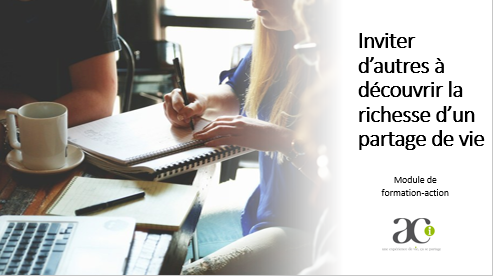 Inviter
d’autres à
découvrir la
richesse d’un
partage de vie
Module de
formation-action
aci